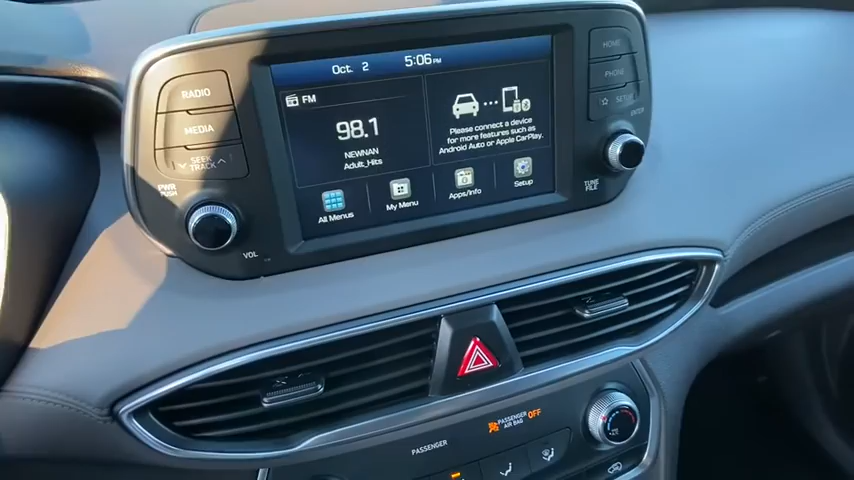 Oct. 2
5:06 PM
HOME
PHONE
SETUP
RADIO
MEDIA
SEEK
TRACK
FM
98.1
NEWNAN
Adult_Hits
Please connect a device
for more features using
Android Auto or Apple CarPlay.
All Menus
My Menu
Apps/Info
Setup
PWR
PUSH
VOL
ENTER
TUNE
FILE
PASSENGER
PASSENGER
AIR BAG
OFF